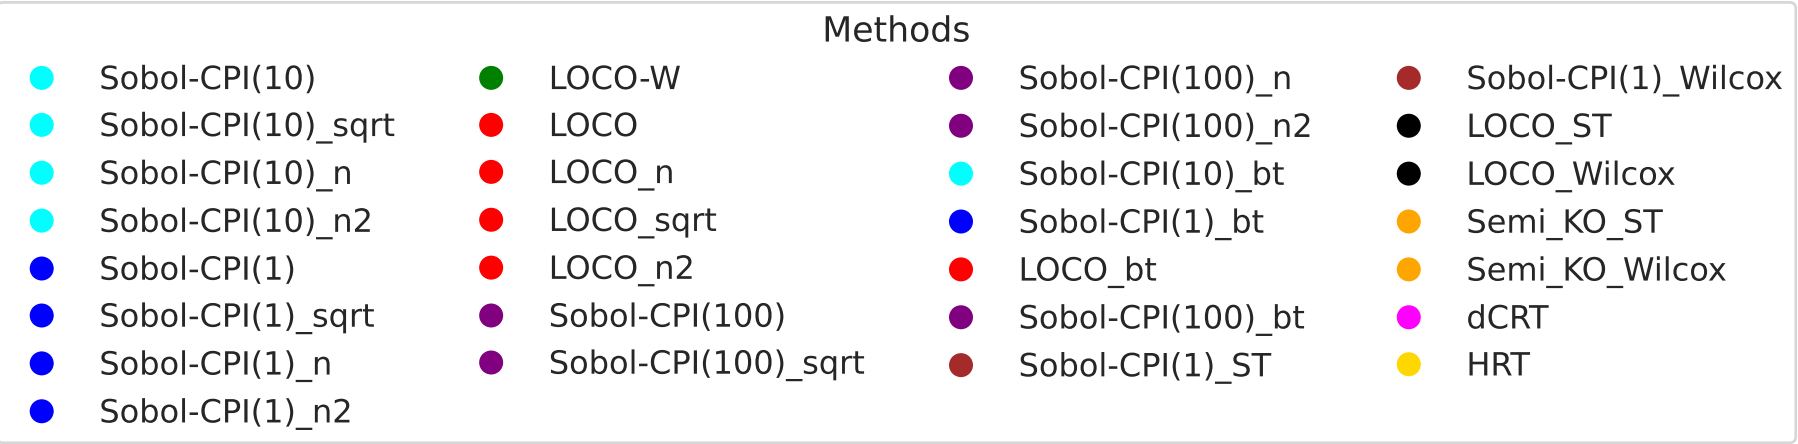 Methods
Sobol-CPI(10)
Sobol-CPI(10)_sqrt
Sobol-CPI(10)_n
Sobol-CPI(10)_n2
Sobol-CPI(1)
Sobol-CPI(1)_sqrt
Sobol-CPI(1)_n
Sobol-CPI(1)_n2
LOCO-W
LOCO
LOCO_n
LOCO_sqrt
LOCO_n2
Sobol-CPI(100)
Sobol-CPI(100)_sqrt
Sobol-CPI(100)_n
Sobol-CPI(100)_n2
Sobol-CPI(10)_bt
Sobol-CPI(1)_bt
LOCO_bt
Sobol-CPI(100)_bt
Sobol-CPI(1)_ST
Sobol-CPI(1)_Wilcox
LOCO_ST
LOCO_Wilcox
Semi_KO_ST
Semi_KO_Wilcox
dCRT
HRT